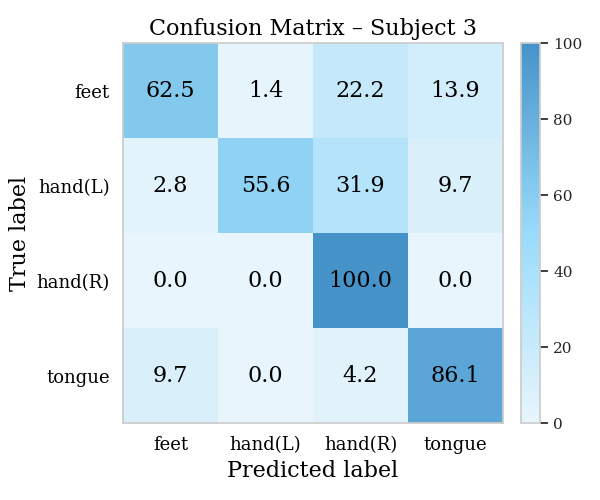 Confusion Matrix – Subject 3
True label
feet 62.5 1.4 22.2 13.9
hand(L) 2.8 55.6 31.9 9.7
hand(R) 0.0 0.0 100.0 0.0
tongue 9.7 0.0 4.2 86.1
feet hand(L) hand(R) tongue
Predicted label
100
80
60
40
20
0